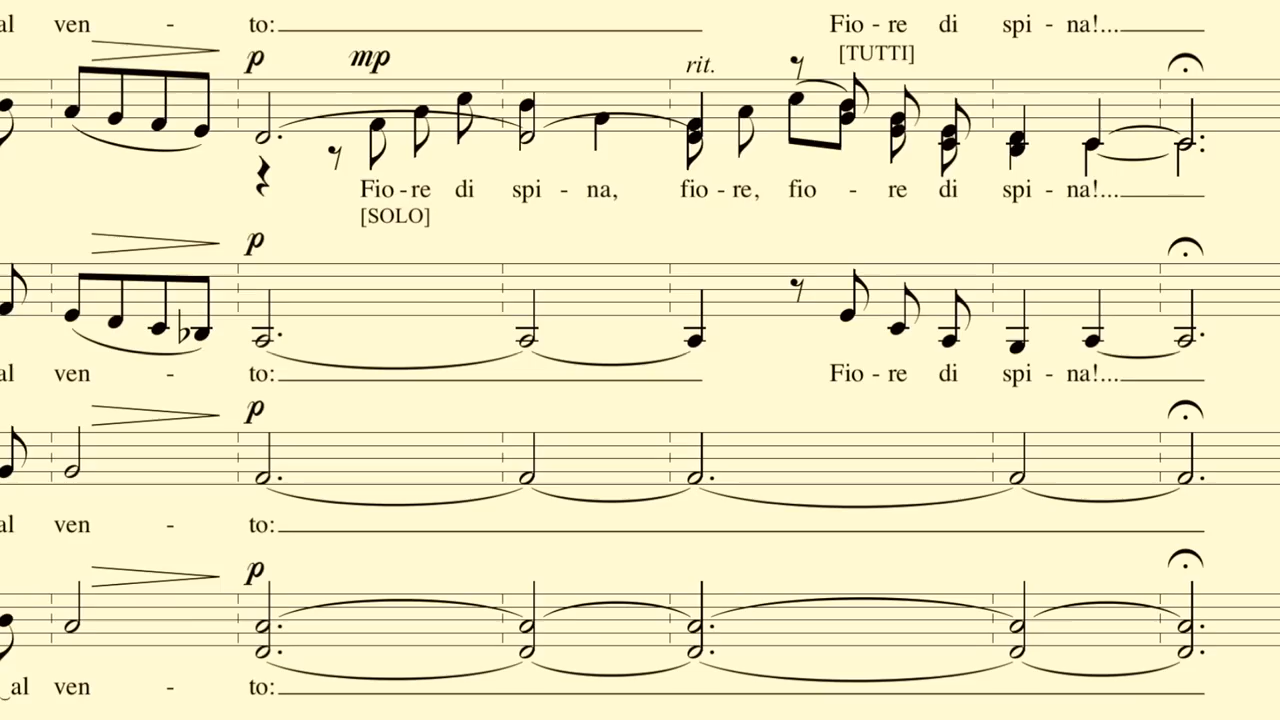 al ven - to: Fio - re di spi - na!...
p mp rit. [TUTTI]
Fio - re di spi - na, fio - re, fio - re di spi - na!...
[SOLO]
p
al ven - to: Fio - re di spi - na!...
p
al ven - to:
p
al ven - to: